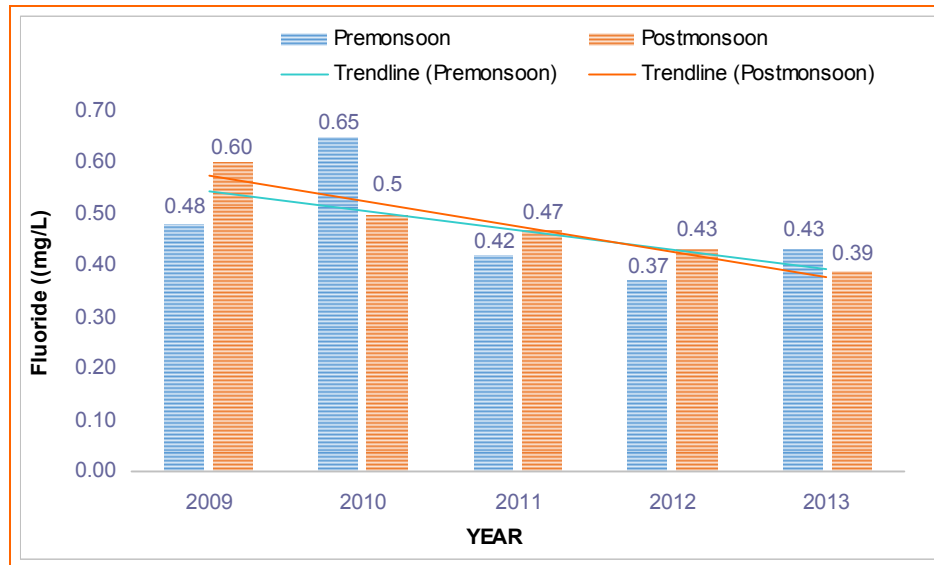 Premonsoon Postmonsoon
Trendline (Premonsoon) Trendline (Postmonsoon)
Fluoride ((mg/L)
0.70
0.60
0.50
0.40
0.30
0.20
0.10
0.00
0.48 0.60 0.65 0.5 0.42 0.47 0.37 0.43 0.43 0.39
2009 2010 2011 2012 2013
YEAR